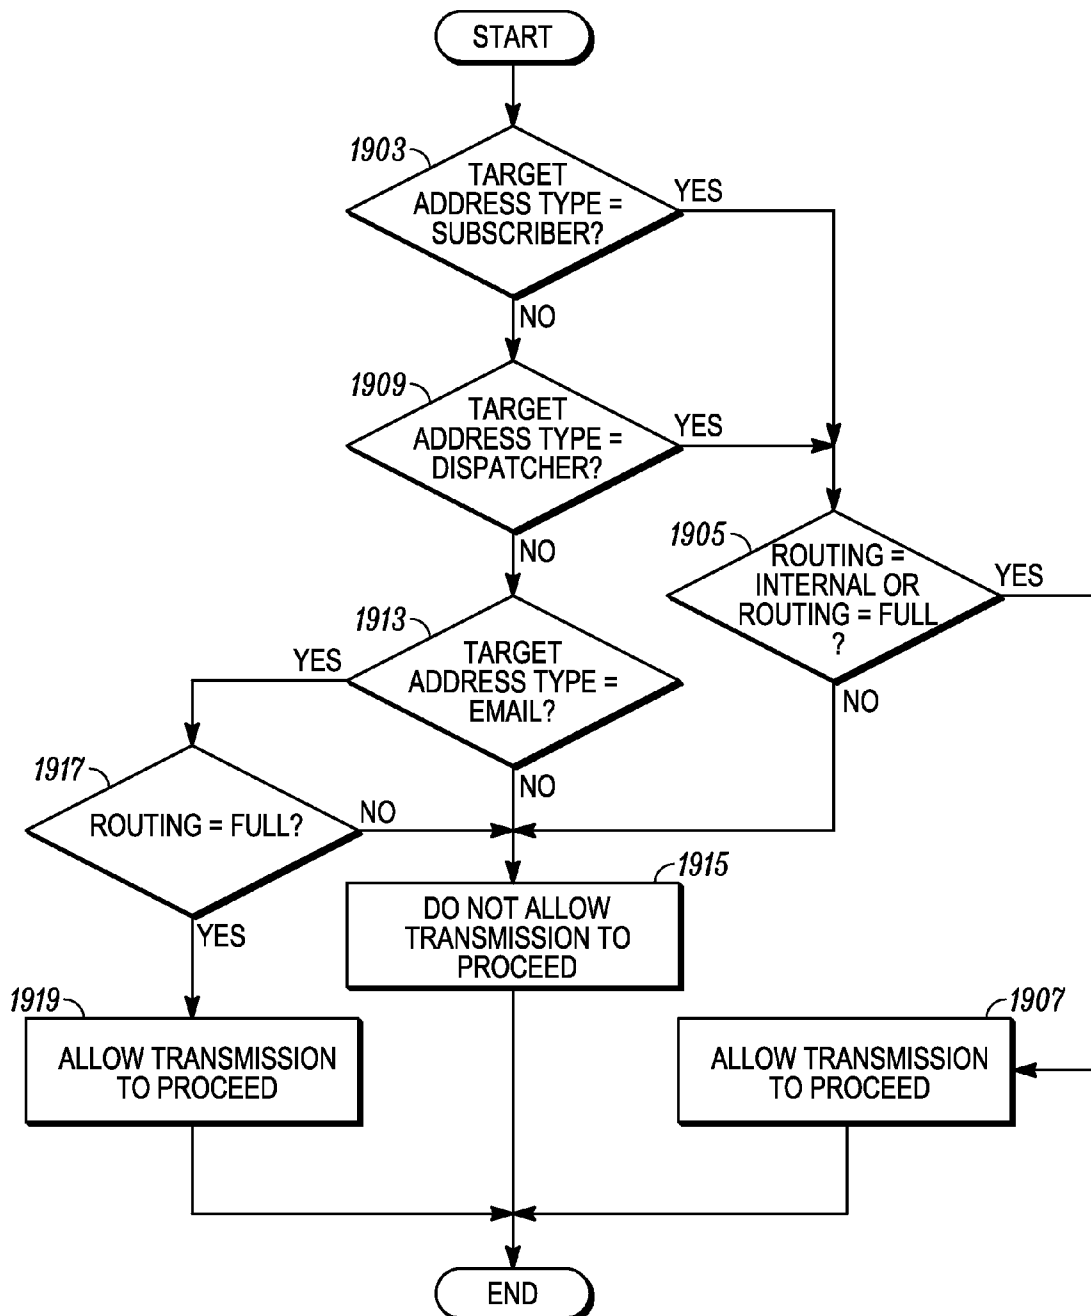 START
1903
TARGET
ADDRESS TYPE =
SUBSCRIBER?
YES
NO
1909
TARGET
ADDRESS TYPE =
DISPATCHER?
YES
NO
1905
ROUTING =
INTERNAL OR
ROUTING = FULL
?
YES
NO
1913
TARGET
ADDRESS TYPE =
EMAIL?
YES
NO
1917
ROUTING = FULL?
NO
YES
1915
DO NOT ALLOW
TRANSMISSION TO
PROCEED
1919
ALLOW TRANSMISSION
TO PROCEED
1907
ALLOW TRANSMISSION
TO PROCEED
END